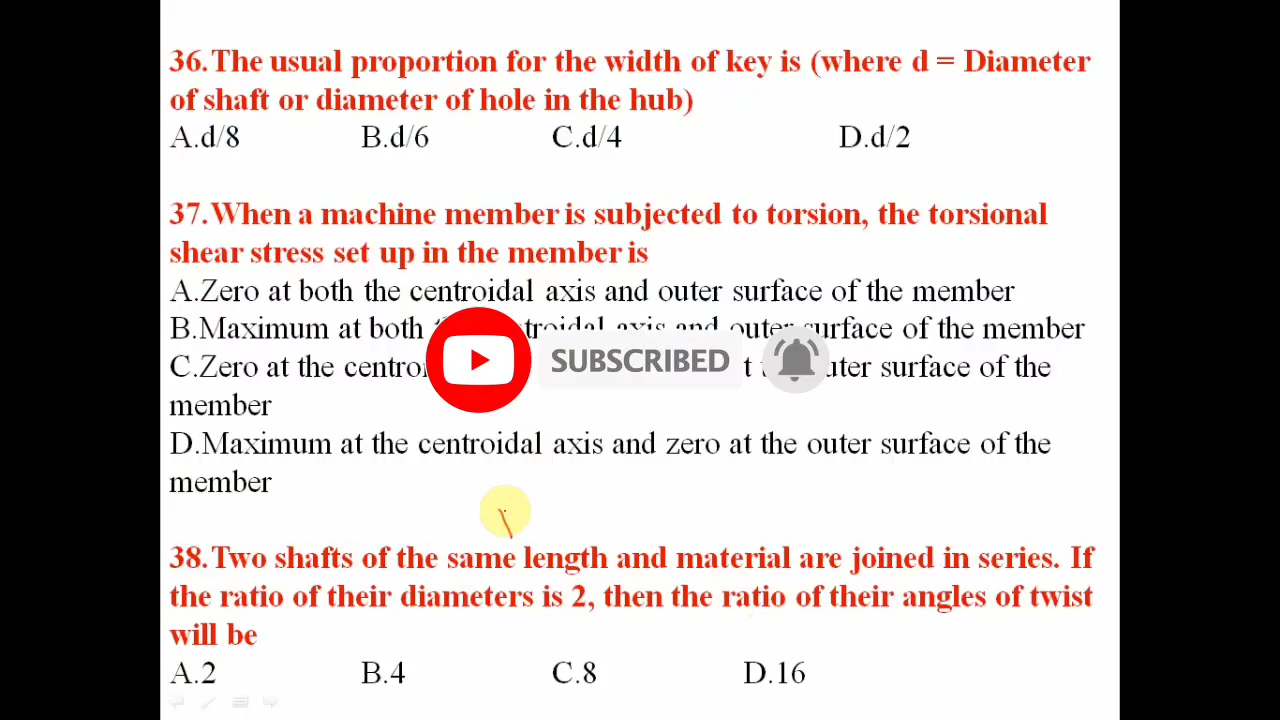 36.The usual proportion for the width of key is (where d = Diameter
of shaft or diameter of hole in the hub)
A.d/8 B.d/6 C.d/4 D.d/2
37.When a machine member is subjected to torsion, the torsional
shear stress set up in the member is
A.Zero at both the centroidal axis and outer surface of the member
B.Maximum at both the centroidal axis and outer surface of the member
C.Zero at the outer surface of the
SUBSCRIBED
member
D.Maximum at the centroidal axis and zero at the outer surface of the
member
38.Two shafts of the same length and material are joined in series. If
the ratio of their diameters is 2, then the ratio of their angles of twist
will be
A.2 B.4 C.8 D.16